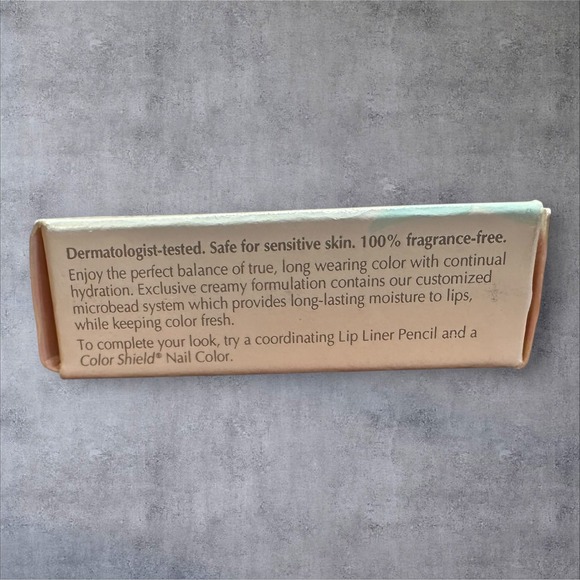 Dermatologist-tested. Safe for sensitive skin. 100% fragrance-free.
Enjoy the perfect balance of true, long wearing color with continual
hydration. Exclusive creamy formulation contains our customized
microbead system which provides long-lasting moisture to lips,
while keeping color fresh.
To complete your look, try a coordinating Lip Liner Pencil and a
Color Shield® Nail Color.